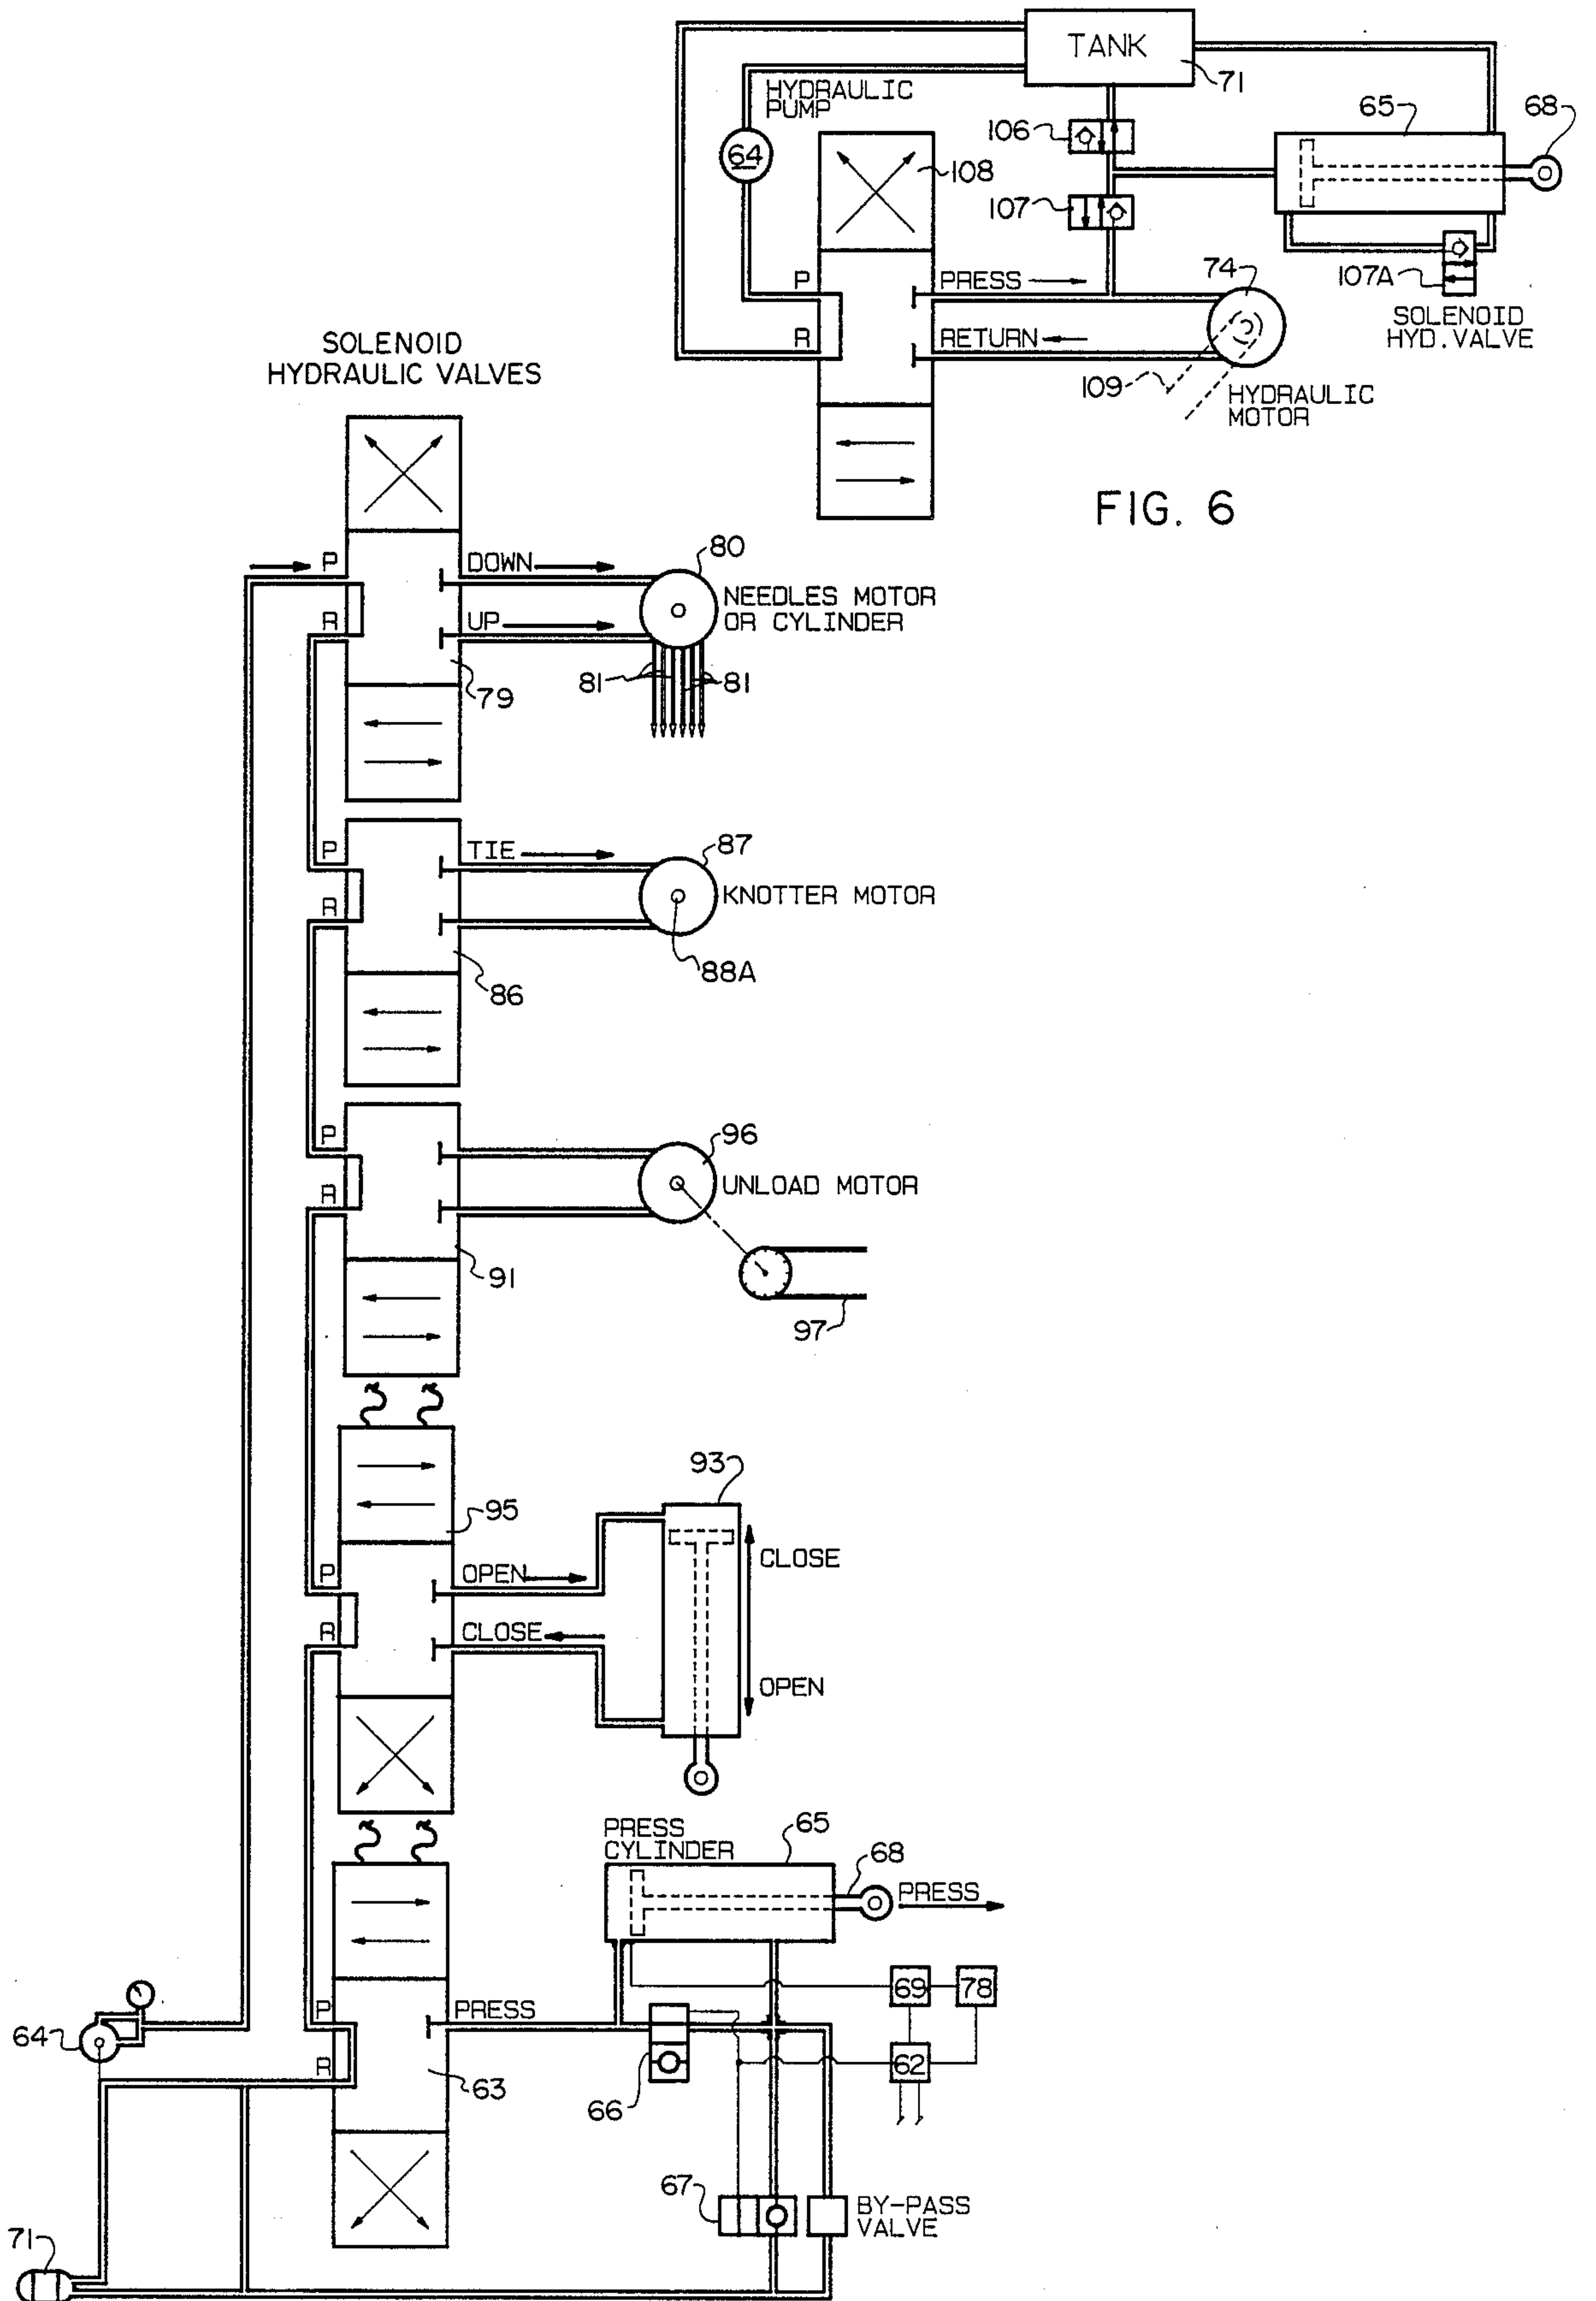 TANK
71
HYDRAULIC
PUMP
64
108
106
107
65
68
P
PRESS
R
RETURN
74
107A
SOLENOID
HYD. VALVE
109
HYDRAULIC
MOTOR
FIG. 6
SOLENOID
HYDRAULIC VALVES
P
DOWN
R
UP
80
NEEDLES MOTOR
OR CYLINDER
81
81
79
P
TIE
R
87
KNOTTER MOTOR
88A
86
P
R
96
UNLOAD MOTOR
91
97
95
93
P
OPEN
R
CLOSE
CLOSE
OPEN
PRESS
CYLINDER
65
68
PRESS
69
78
62
64
P
PRESS
R
63
66
67
BY-PASS
VALVE
71